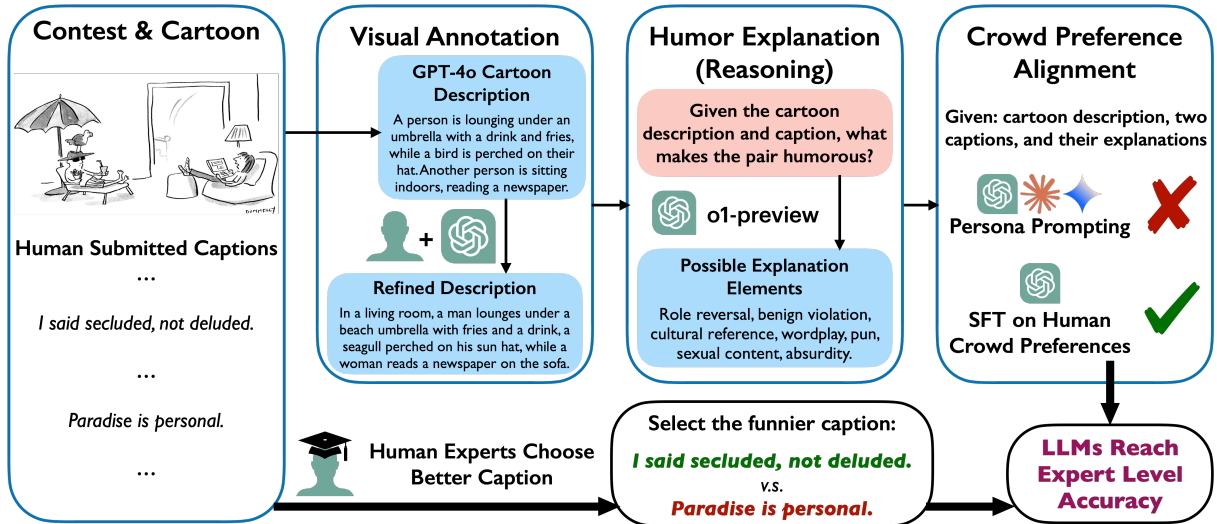 Contest & Cartoon
Human Submitted Captions
...
I said secluded, not deluded.
...
Paradise is personal.
...
Visual Annotation
GPT-4o Cartoon
Description
A person is lounging under an
umbrella with a drink and fries,
while a bird is perched on their
hat. Another person is sitting
indoors, reading a newspaper.
+
Refined Description
In a living room, a man lounges under a
beach umbrella with fries and a drink, a
seagull perched on his sun hat, while a
woman reads a newspaper on the sofa.
Humor Explanation
(Reasoning)
Given the cartoon
description and caption, what
makes the pair humorous?
o1-preview
Possible Explanation
Elements
Role reversal, benign violation,
cultural reference, wordplay, pun,
sexual content, absurdity.
Crowd Preference
Alignment
Given: cartoon description, two
captions, and their explanations
Persona Prompting
SFT on Human
Crowd Preferences
Human Experts Choose
Better Caption
Select the funnier caption:
I said secluded, not deluded.
v.s.
Paradise is personal.
LLMs Reach
Expert Level
Accuracy